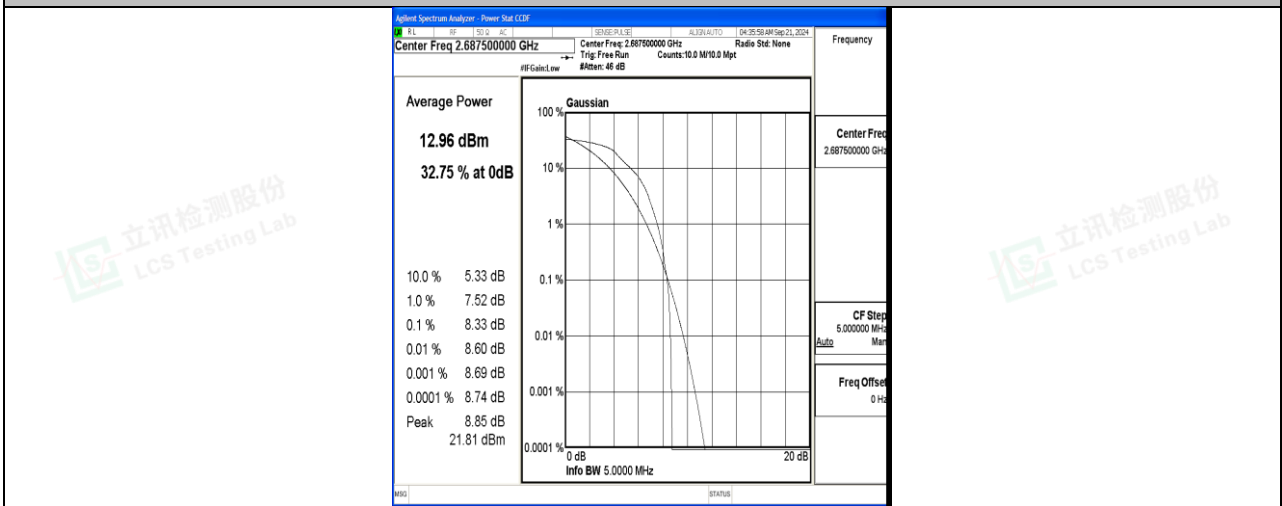 Agilent Spectrum Analyzer - Power Stat CCDF
RL RF 50 Ω AC SENSE:PULSE ALIGN AUTO 04:35:58 AM Sep 21, 2024
Center Freq 2.687500000 GHz
Center Freq: 2.687500000 GHz Radio Std: None
Trig: Free Run Counts:10.0 M/10.0 Mpt
#IFGain:Low #Atten: 46 dB
Frequency
Average Power
12.96 dBm
32.75 % at 0dB
10.0 % 5.33 dB
1.0 % 7.52 dB
0.1 % 8.33 dB
0.01 % 8.60 dB
0.001 % 8.69 dB
0.0001 % 8.74 dB
Peak 8.85 dB
21.81 dBm
Gaussian
100 %
10 %
1 %
0.1 %
0.01 %
0.001 %
0.0001 %
0 dB 20 dB
Info BW 5.0000 MHz
Center Freq
2.687500000 GHz
CF Step
5.000000 MHz
Auto Man
Freq Offset
0 Hz
MSG STATUS
立讯检测股份
LCS Testing Lab
立讯检测股份
LCS Testing Lab